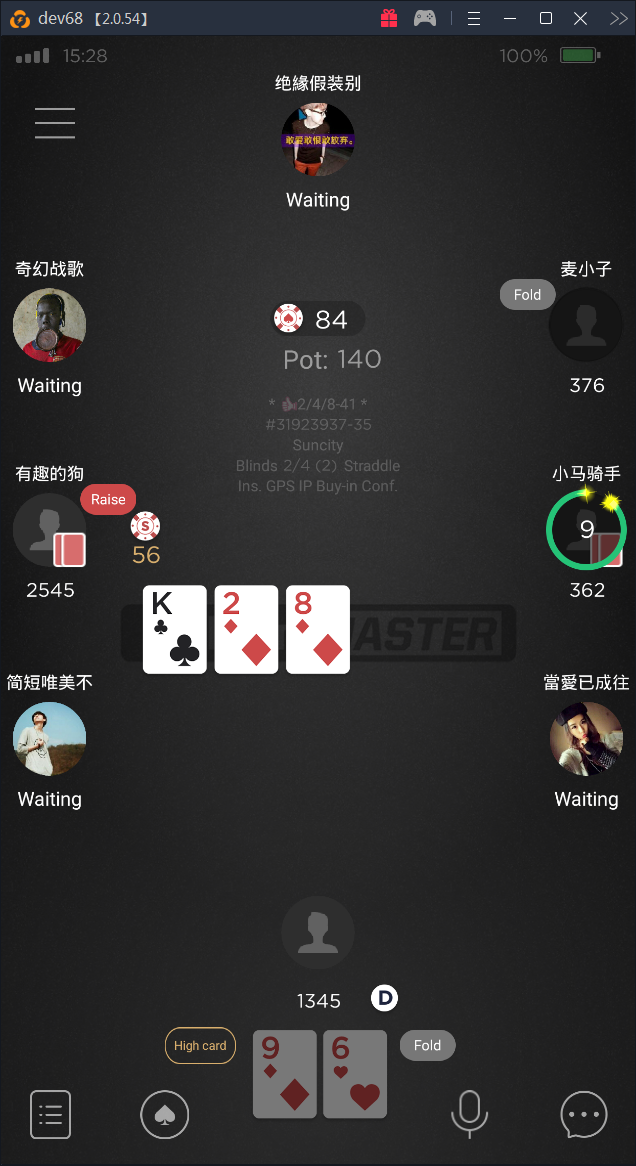 dev68 【2.0.54】
15:28
100%
绝緣假装别
敢愛敢恨敢放弃。
Waiting
奇幻战歌
Waiting
麦小子
Fold
376
84
Pot: 140
* 2/4/8-41 *
#31923937-35
Suncity
Blinds 2/4 (2) Straddle
Ins. GPS IP Buy-in Conf.
有趣的狗
Raise
2545
S
56
小马骑手
9
362
K
2
8
MASTER
简短唯美不
Waiting
當愛已成往
Waiting
1345
D
High card
9
6
Fold